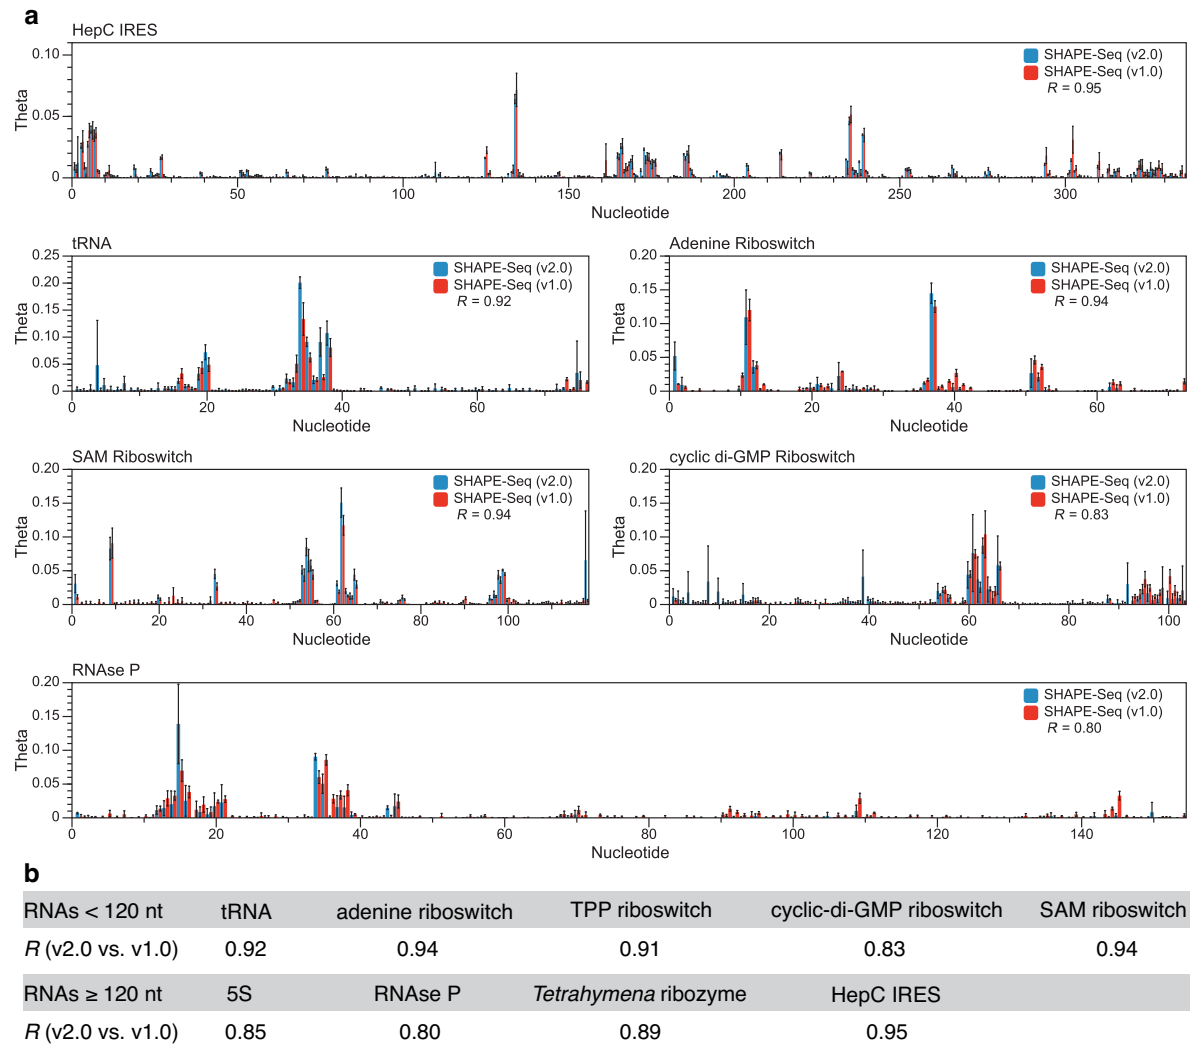 a
HepC IRES
0.10
0.05
0
Theta
SHAPE-Seq (v2.0)
SHAPE-Seq (v1.0)
R = 0.95
0 50 100 150 200 250 300
Nucleotide
tRNA
0.25
0.20
0.15
0.10
0.05
0
Theta
SHAPE-Seq (v2.0)
SHAPE-Seq (v1.0)
R = 0.92
0 20 40 60
Nucleotide
Adenine Riboswitch
0.20
0.15
0.10
0.05
0
Theta
SHAPE-Seq (v2.0)
SHAPE-Seq (v1.0)
R = 0.94
0 20 40 60
Nucleotide
SAM Riboswitch
0.20
0.15
0.10
0.05
0
Theta
SHAPE-Seq (v2.0)
SHAPE-Seq (v1.0)
R = 0.94
0 20 40 60 80 100
Nucleotide
cyclic di-GMP Riboswitch
0.20
0.15
0.10
0.05
0
Theta
SHAPE-Seq (v2.0)
SHAPE-Seq (v1.0)
R = 0.83
0 20 40 60 80 100
Nucleotide
RNAse P
0.20
0.15
0.10
0.05
0
Theta
SHAPE-Seq (v2.0)
SHAPE-Seq (v1.0)
R = 0.80
0 20 40 60 80 100 120 140
Nucleotide
b
RNAs < 120 nt tRNA adenine riboswitch TPP riboswitch cyclic-di-GMP riboswitch SAM riboswitch
R (v2.0 vs. v1.0) 0.92 0.94 0.91 0.83 0.94
RNAs ≥ 120 nt 5S RNAse P Tetrahymena ribozyme HepC IRES
R (v2.0 vs. v1.0) 0.85 0.80 0.89 0.95